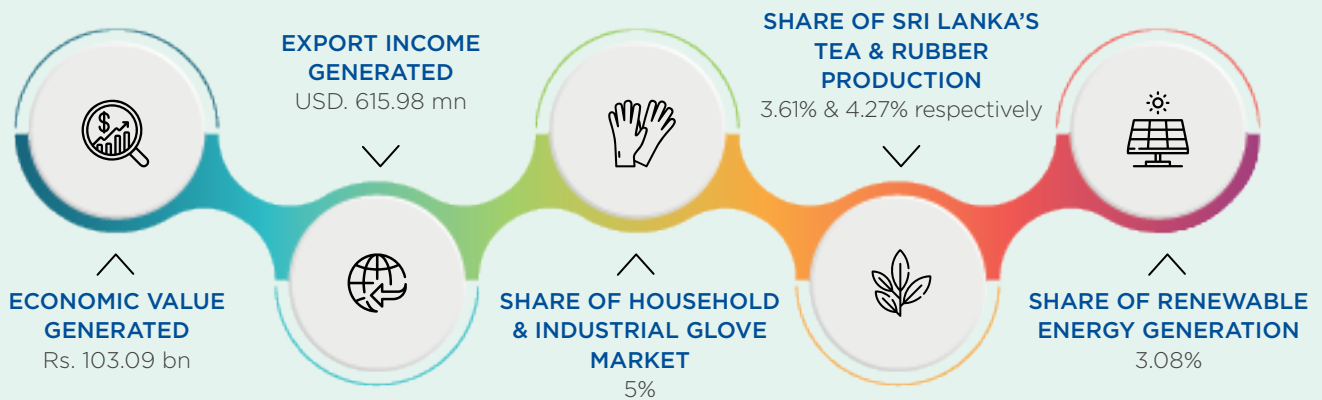 ECONOMIC VALUE
GENERATED
Rs. 103.09 bn
EXPORT INCOME
GENERATED
USD. 615.98 mn
SHARE OF HOUSEHOLD
& INDUSTRIAL GLOVE
MARKET
5%
SHARE OF SRI LANKA'S
TEA & RUBBER
PRODUCTION
3.61% & 4.27% respectively
SHARE OF RENEWABLE
ENERGY GENERATION
3.08%